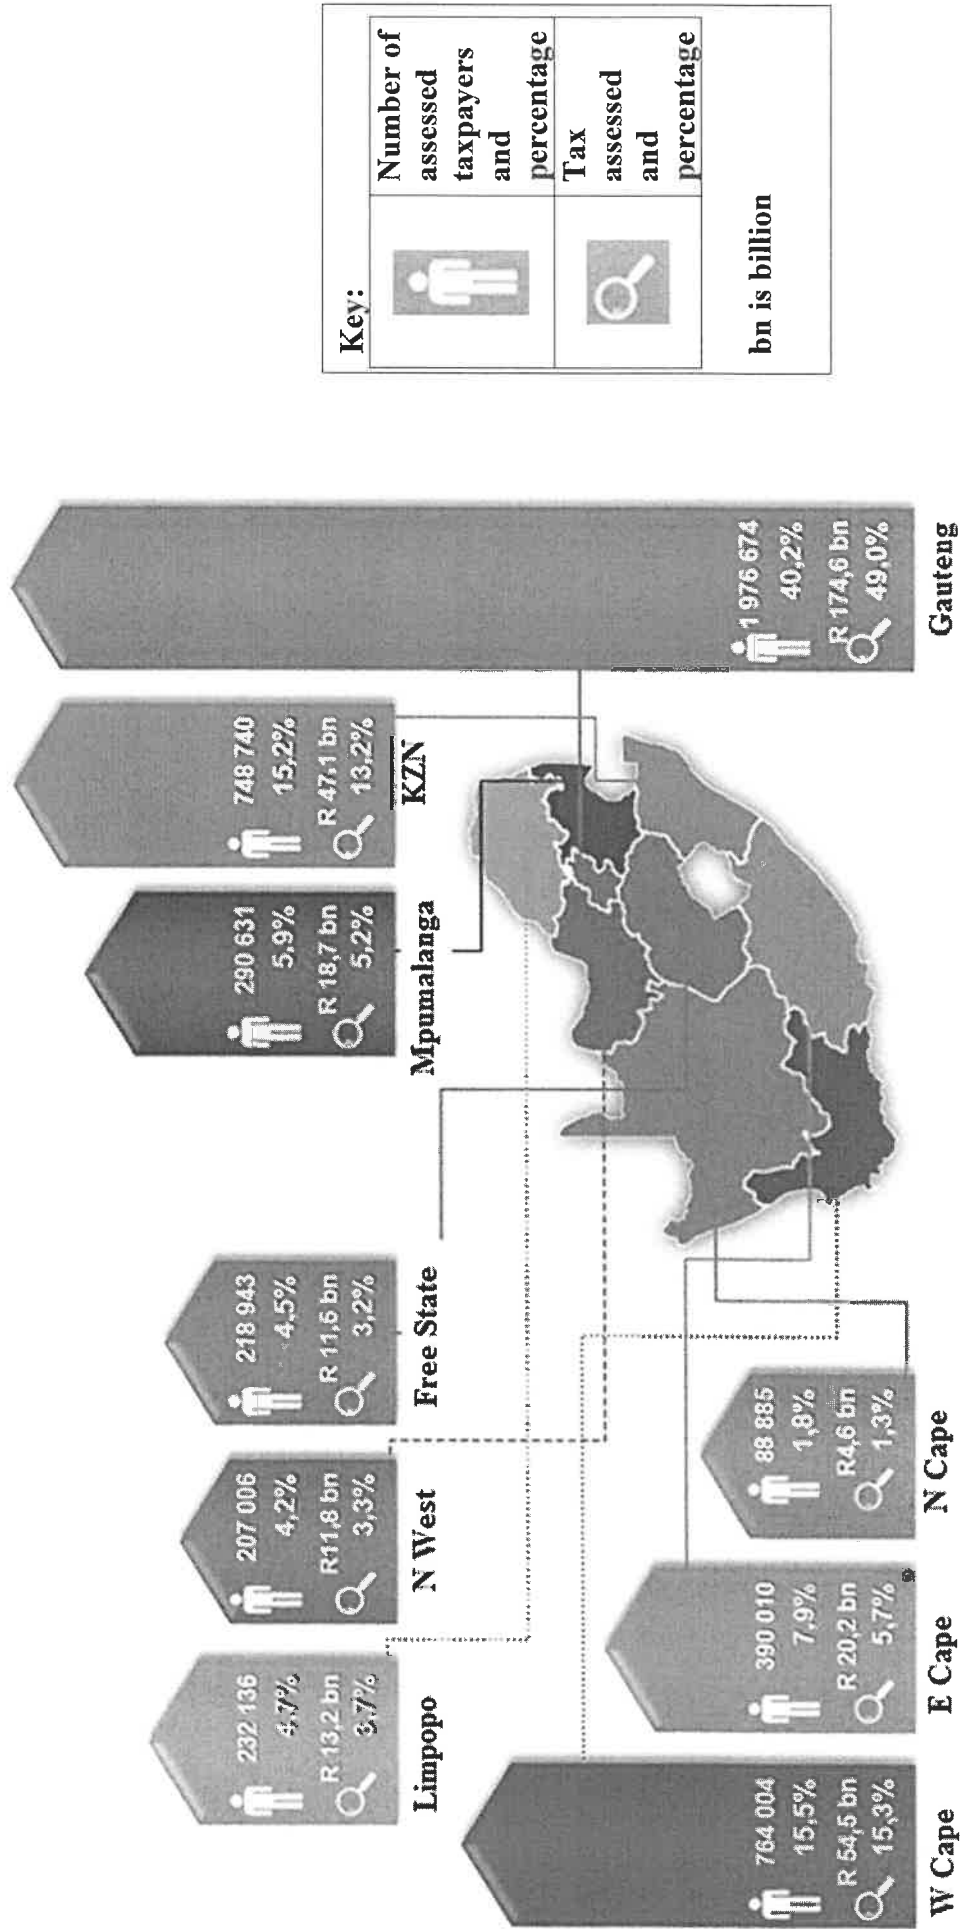 Limpopo
232 136
4.7%
R 13,2 bn
3.7%
N West
207 006
4,2%
R11,8 bn
3,3%
Free State
218 943
4.5%
R 11,6 bn
3,2%
Mpumalanga
290 631
5,9%
R 18,7 bn
5,2%
KZN
748 740
15,2%
R 47.1 bn
13,2%
W Cape
764 004
15,5%
R 54,5 bn
15,3%
E Cape
390 010
7,9%
R 20,2 bn
5,7%
N Cape
88 885
1,8%
R4,6 bn
1,3%
Gauteng
1 976 674
40,2%
R 174,6 bn
49,0%
Key:
Number of
assessed
taxpayers
and
percentage
Tax
assessed
and
percentage
bn is billion